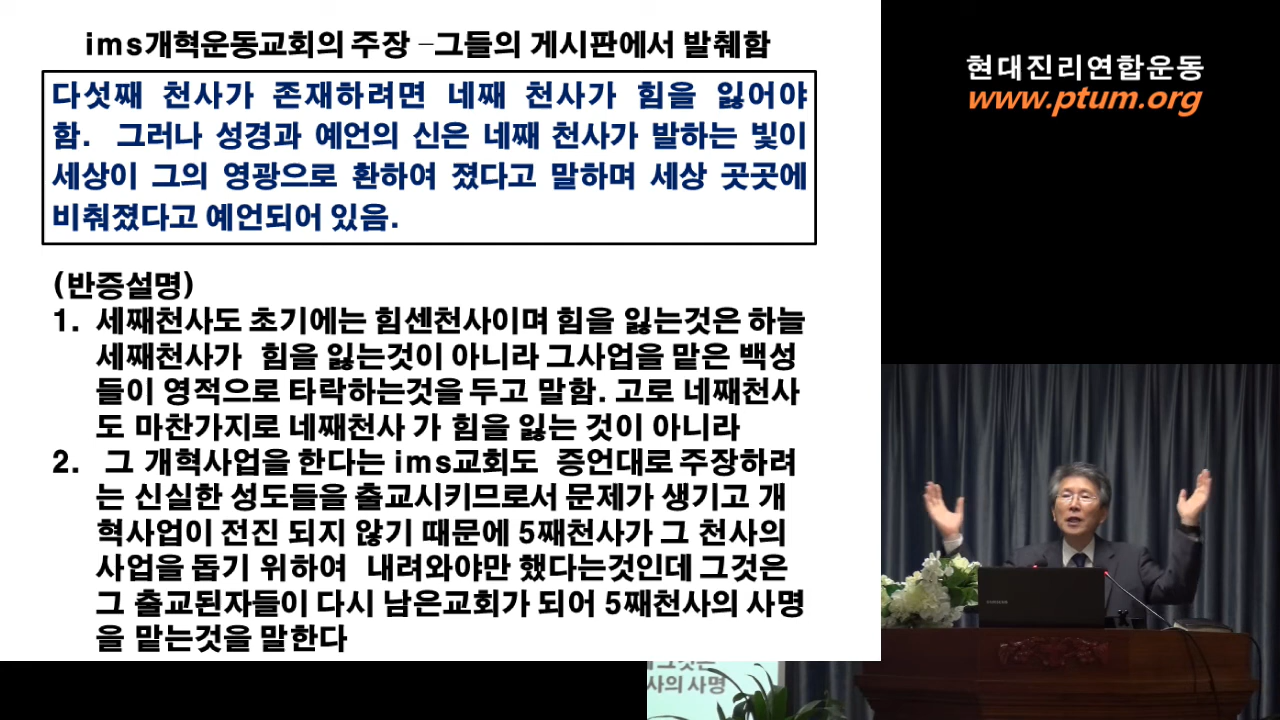 ims개혁운동교회의 주장 –그들의 게시판에서 발췌함
다섯째 천사가 존재하려면 네째 천사가 힘을 잃어야
함. 그러나 성경과 예언의 신은 네째 천사가 발하는 빛이
세상이 그의 영광으로 환하여 졌다고 말하며 세상 곳곳에
비춰졌다고 예언되어 있음.
(반증설명)
1. 세째천사도 초기에는 힘센천사이며 힘을 잃는것은 하늘
세째천사가 힘을 잃는것이 아니라 그사업을 맡은 백성
들이 영적으로 타락하는것을 두고 말함. 고로 네째천사
도 마찬가지로 네째천사 가 힘을 잃는 것이 아니라
2. 그 개혁사업을 한다는 ims교회도 증언대로 주장하려
는 신실한 성도들을 출교시키므로서 문제가 생기고 개
혁사업이 전진 되지 않기 때문에 5째천사가 그 천사의
사업을 돕기 위하여 내려와야만 했다는것인데 그것은
그 출교된자들이 다시 남은교회가 되어 5째천사의 사명
을 맡는것을 말한다
현대진리연합운동
www.ptum.org
그것은
사의 사명